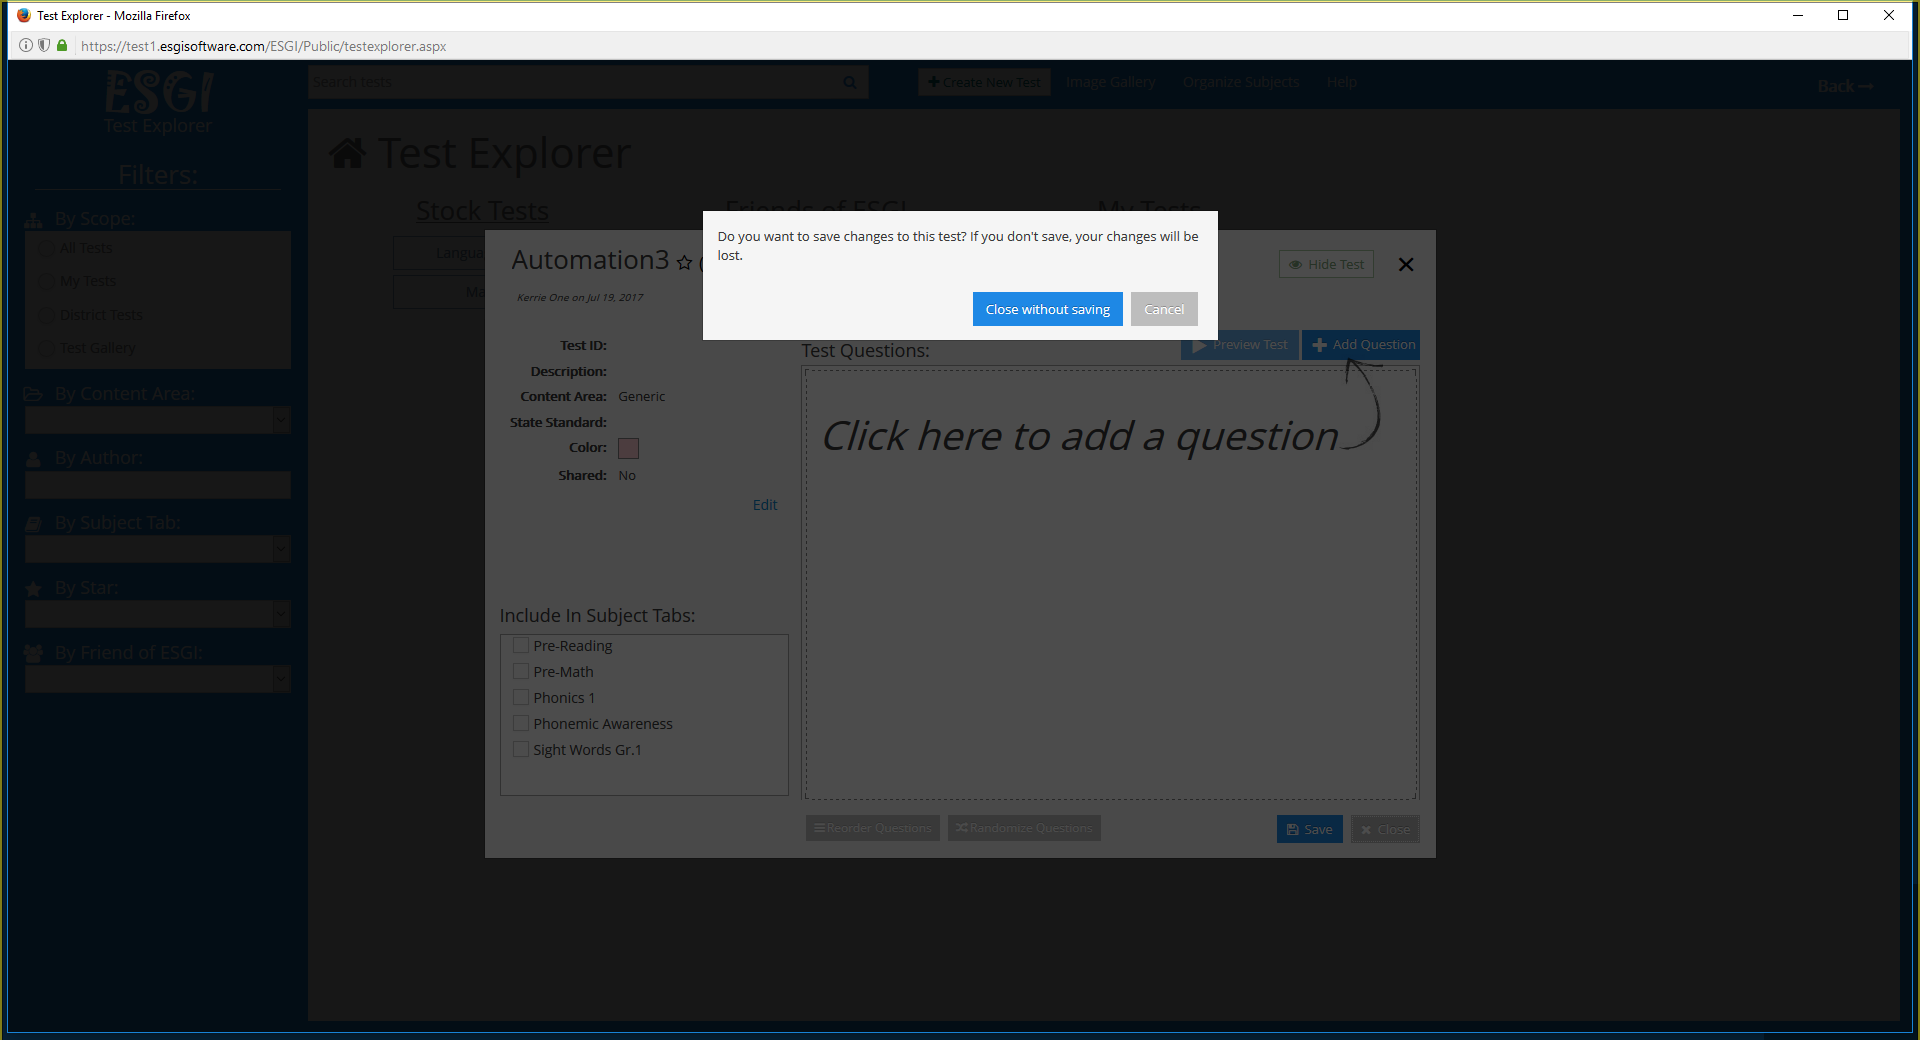 Test Explorer - Mozilla Firefox
https://test1.esgisoftware.com/ESGI/Public/testexplorer.aspx
ESGI
Test Explorer
Search tests
Create New Test
Image Gallery
Organize Subjects
Help
Back
Test Explorer
Filters:
By Scope:
All Tests
My Tests
District Tests
Test Gallery
By Content Area:
By Author:
By Subject Tab:
By Star:
By Friend of ESGI:
Stock Tests
Friends of ESGI
My Tests
Do you want to save changes to this test? If you don't save, your changes will be
lost.
Close without saving
Cancel
Automation3
Kerrie One on Jul 19, 2017
Hide Test
Test ID:
Description:
Content Area: Generic
State Standard:
Color:
Shared: No
Edit
Test Questions:
Preview Test
Add Question
Click here to add a question
Include In Subject Tabs:
Pre-Reading
Pre-Math
Phonics 1
Phonemic Awareness
Sight Words Gr.1
Reorder Questions
Randomize Questions
Save
Close